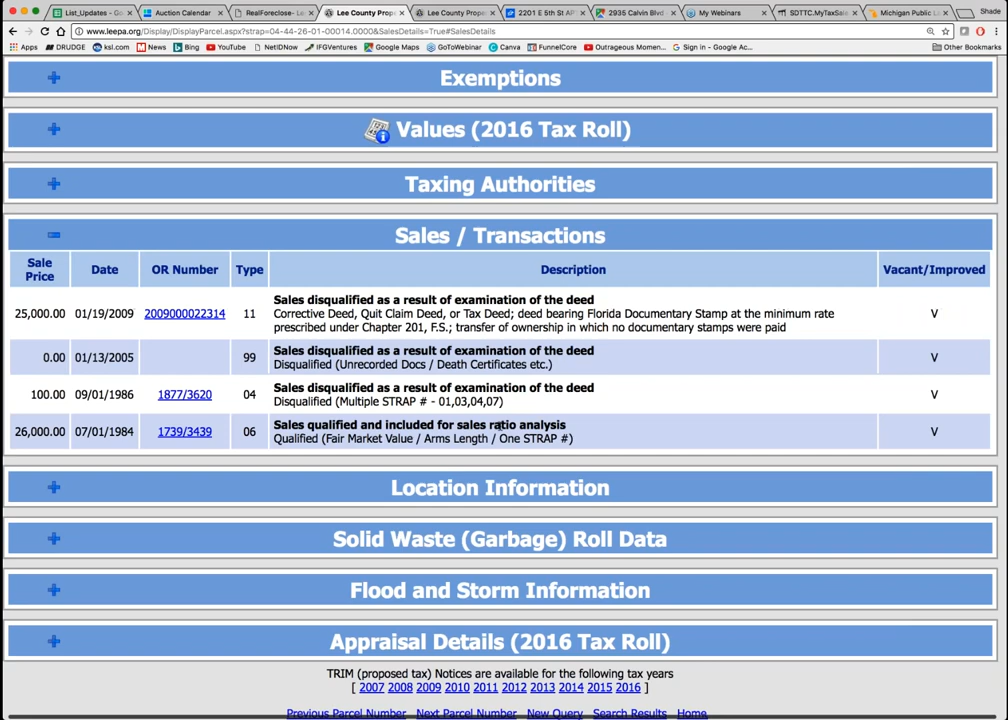 List_Updates - Go
Auction Calendar
RealForeclose- Le
Lee County Prope
Lee County Proper
2201 E 5th St AP
2935 Calvin Blvd
My Webinars
SDTTC.MyTaxSale
Michigan Public L
Shade
www.leepa.org/Display/DisplayParcel.aspx?strap=04-44-26-01-00014.0000&SalesDetails=True#SalesDetails
Apps
DRUDGE
ksl.com
News
Bing
YouTube
NetIDNow
IFGVentures
Google Maps
GoToWebinar
Canva
FunnelCore
Outrageous Momen...
Sign in - Google Ac...
Other Bookmarks
Exemptions
Values (2016 Tax Roll)
Taxing Authorities
Sales / Transactions
Sale Price Date OR Number Type Description Vacant/Improved
25,000.00 01/19/2009 2009000022314 11 Sales disqualified as a result of examination of the deed V
Corrective Deed, Quit Claim Deed, or Tax Deed; deed bearing Florida Documentary Stamp at the minimum rate
prescribed under Chapter 201, F.S.; transfer of ownership in which no documentary stamps were paid
0.00 01/13/2005 99 Sales disqualified as a result of examination of the deed V
Disqualified (Unrecorded Docs / Death Certificates etc.)
100.00 09/01/1986 1877/3620 04 Sales disqualified as a result of examination of the deed V
Disqualified (Multiple STRAP # - 01,03,04,07)
26,000.00 07/01/1984 1739/3439 06 Sales qualified and included for sales ratio analysis V
Qualified (Fair Market Value / Arms Length / One STRAP #)
Location Information
Solid Waste (Garbage) Roll Data
Flood and Storm Information
Appraisal Details (2016 Tax Roll)
TRIM (proposed tax) Notices are available for the following tax years
[ 2007 2008 2009 2010 2011 2012 2013 2014 2015 2016 ]
Previous Parcel Number Next Parcel Number New Query Search Results Home